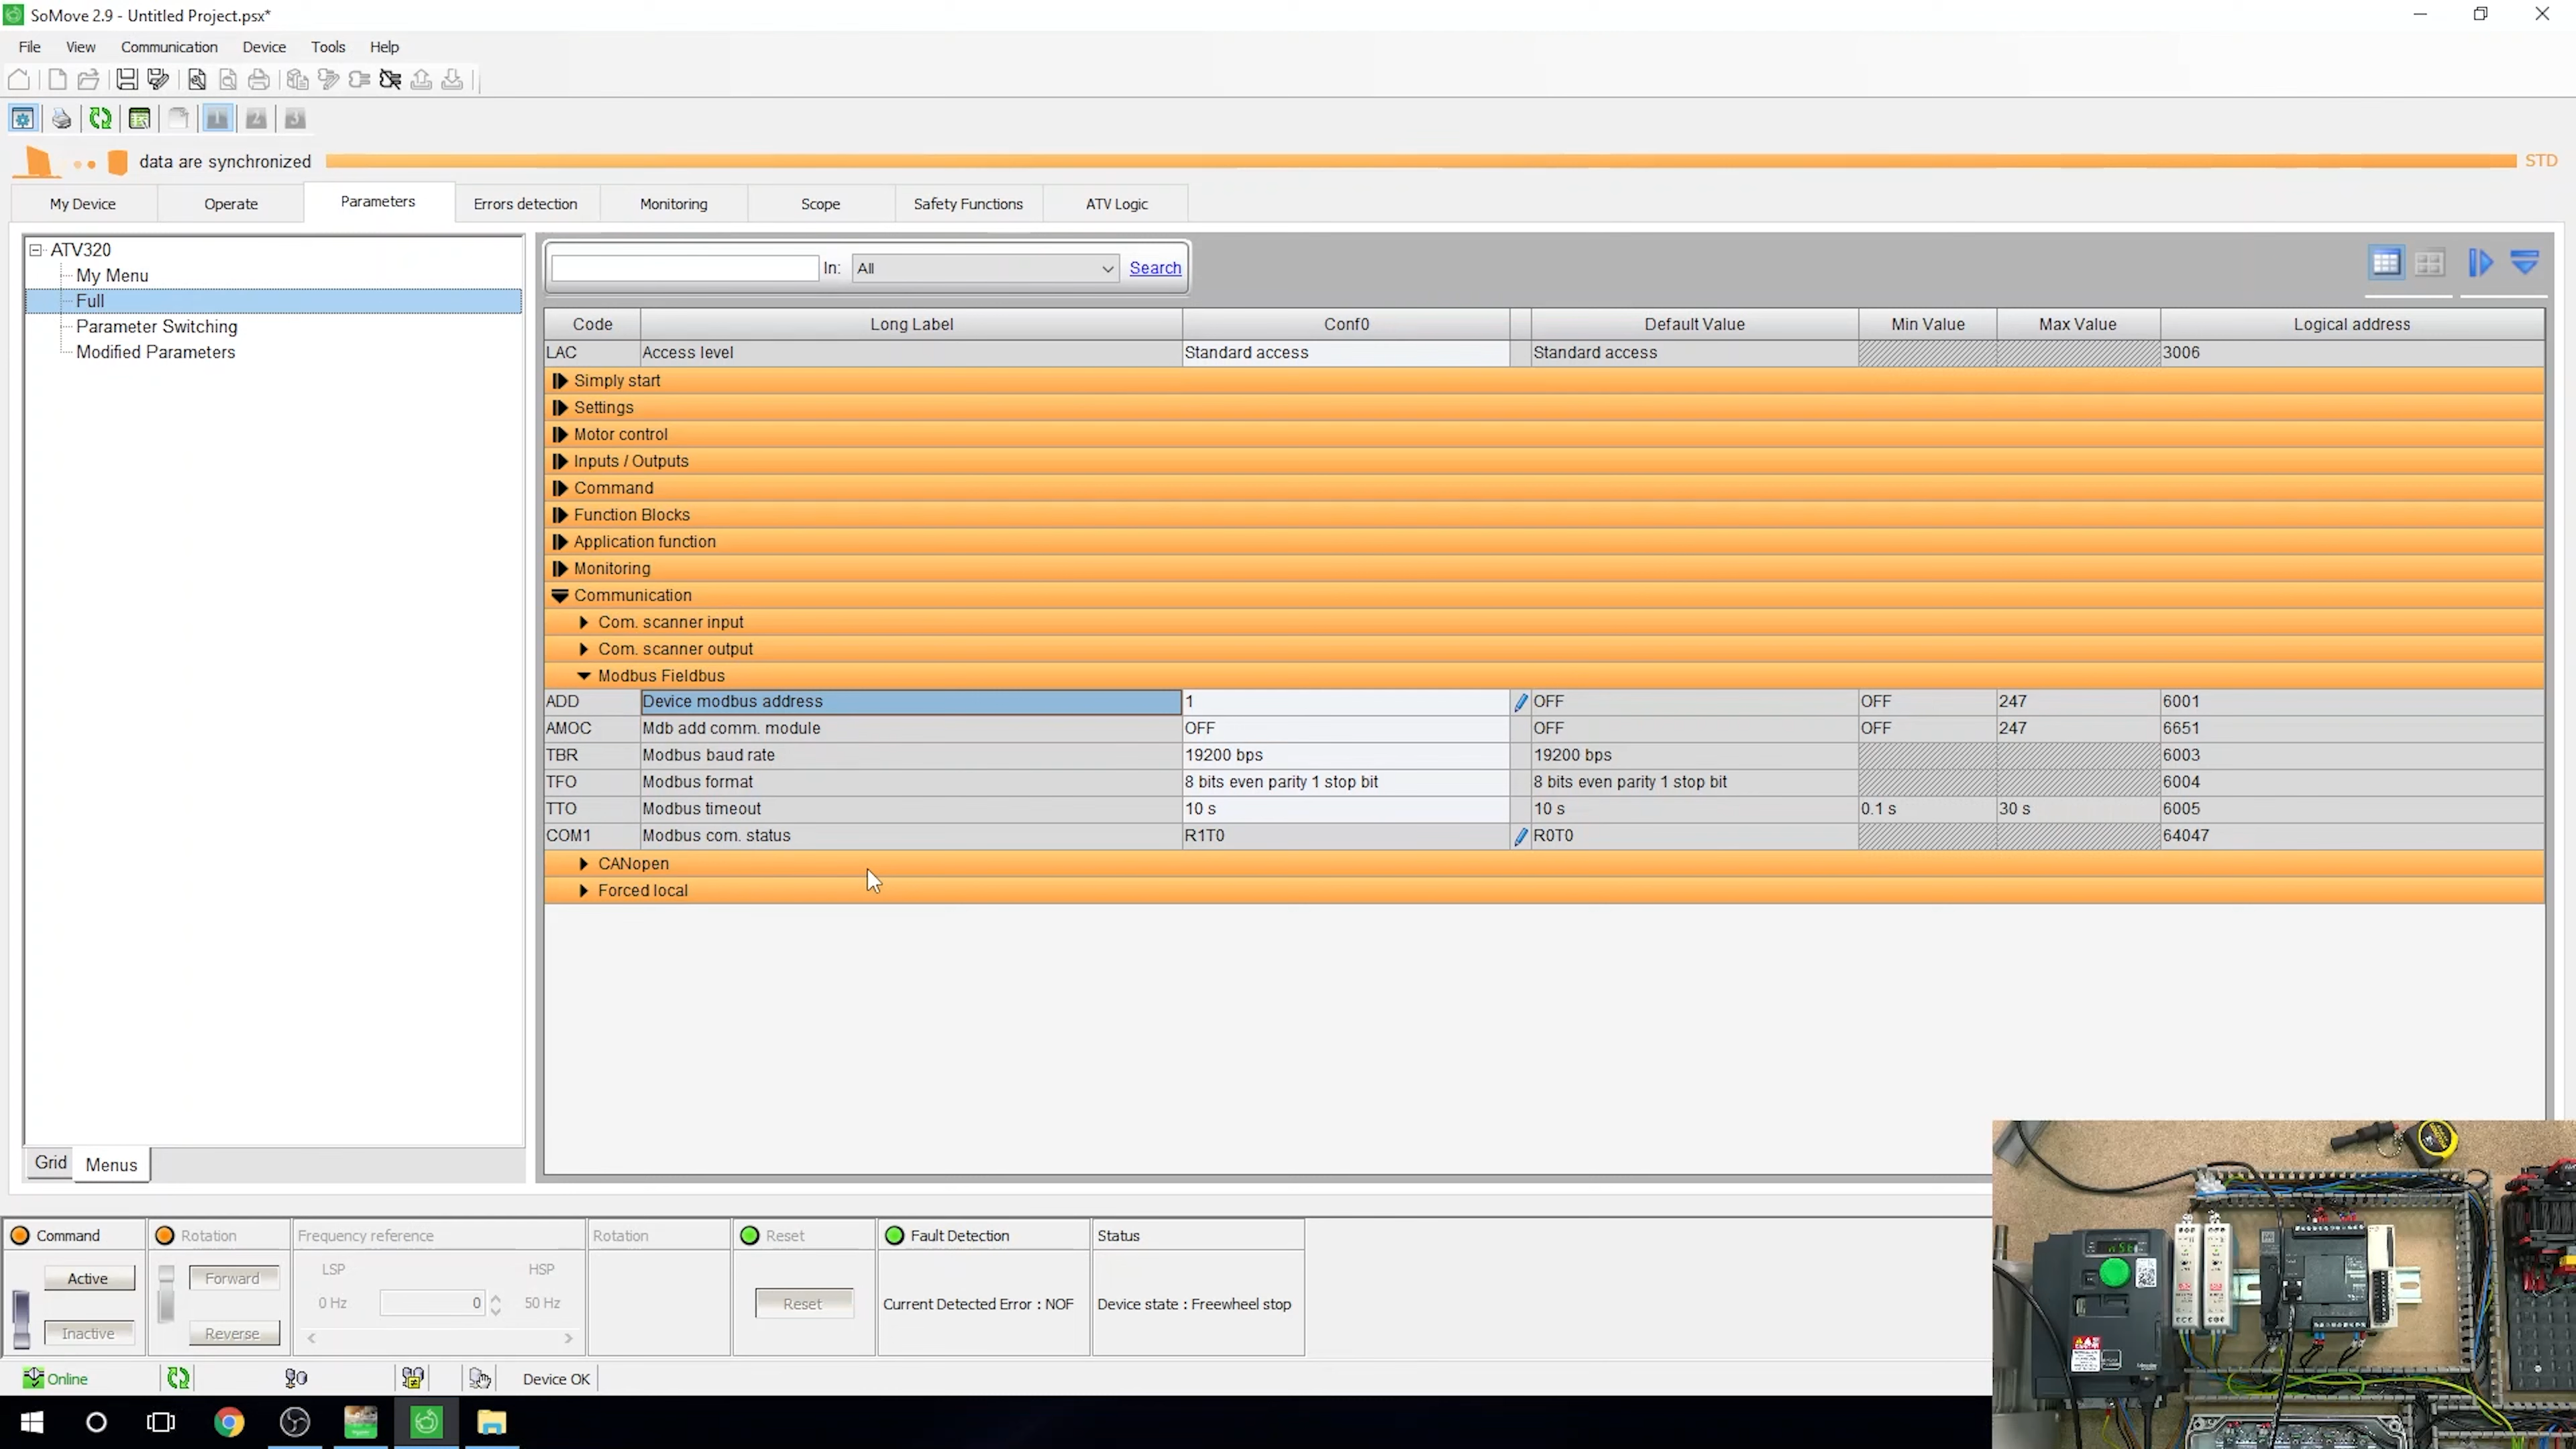 SoMove 2.9 - Untitled Project.psx*
File View Communication Device Tools Help
1 2 3
data are synchronized STD
My Device Operate Parameters Errors detection Monitoring Scope Safety Functions ATV Logic
ATV320
My Menu
Full
Parameter Switching
Modified Parameters
In: All Search
Code Long Label Conf0 Default Value Min Value Max Value Logical address
LAC Access level Standard access Standard access 3006
Simply start
Settings
Motor control
Inputs / Outputs
Command
Function Blocks
Application function
Monitoring
Communication
Com. scanner input
Com. scanner output
Modbus Fieldbus
ADD Device modbus address 1 OFF OFF 247 6001
AMOC Mdb add comm. module OFF OFF OFF 247 6651
TBR Modbus baud rate 19200 bps 19200 bps 6003
TFO Modbus format 8 bits even parity 1 stop bit 8 bits even parity 1 stop bit 6004
TTO Modbus timeout 10 s 10 s 0.1 s 30 s 6005
COM1 Modbus com. status R1T0 R0T0 64047
CANopen
Forced local
Grid Menus
Command Rotation Frequency reference Rotation Reset Fault Detection Status
LSP HSP
Active Forward 0 Hz 0 50 Hz Reset Current Detected Error : NOF Device state : Freewheel stop
Inactive Reverse
Online Device OK